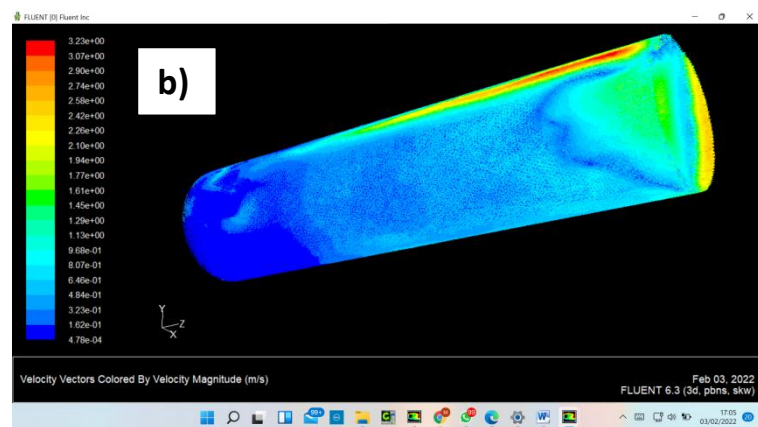 FLUENT [0] Fluent Inc
b)
3.23e+00
3.07e+00
2.90e+00
2.74e+00
2.58e+00
2.42e+00
2.26e+00
2.10e+00
1.94e+00
1.77e+00
1.61e+00
1.45e+00
1.29e+00
1.13e+00
9.68e-01
8.07e-01
6.46e-01
4.84e-01
3.23e-01
1.62e-01
4.78e-04
Y
Z
X
Velocity Vectors Colored By Velocity Magnitude (m/s)
Feb 03, 2022
FLUENT 6.3 (3d, pbns, skw)
99+
99
17:05
03/02/2022
20